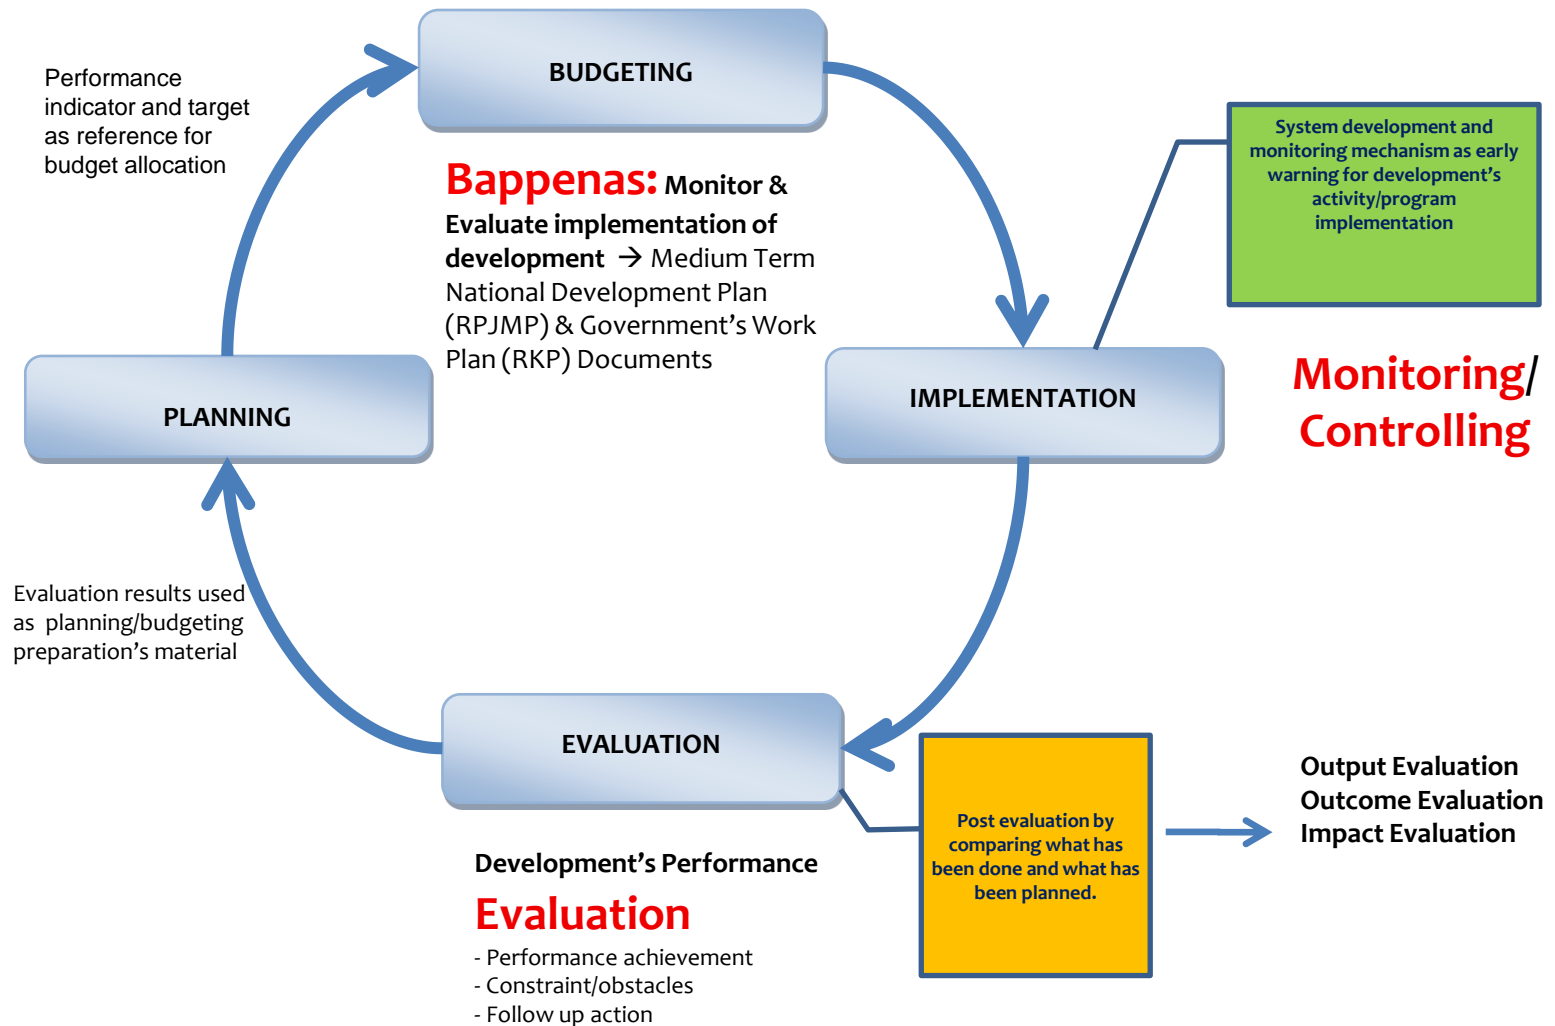 BUDGETING
Performance
indicator and target
as reference for
budget allocation
System development and
monitoring mechanism as early
warning for development's
activity/program
implementation
Bappenas: Monitor &
Evaluate implementation of
development → Medium Term
National Development Plan
(RPJMP) & Government's Work
Plan (RKP) Documents
PLANNING
IMPLEMENTATION
Monitoring/
Controlling
Evaluation results used
as planning/budgeting
preparation's material
EVALUATION
Post evaluation by
comparing what has
been done and what has
been planned.
Output Evaluation
Outcome Evaluation
Impact Evaluation
Development's Performance
Evaluation
- Performance achievement
- Constraint/obstacles
- Follow up action